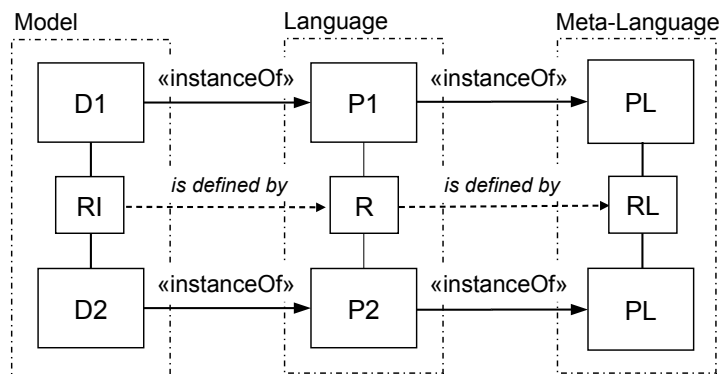 Model
Language
Meta-Language
D1
«instanceOf»
P1
«instanceOf»
PL
RI
is defined by
R
is defined by
RL
D2
«instanceOf»
P2
«instanceOf»
PL